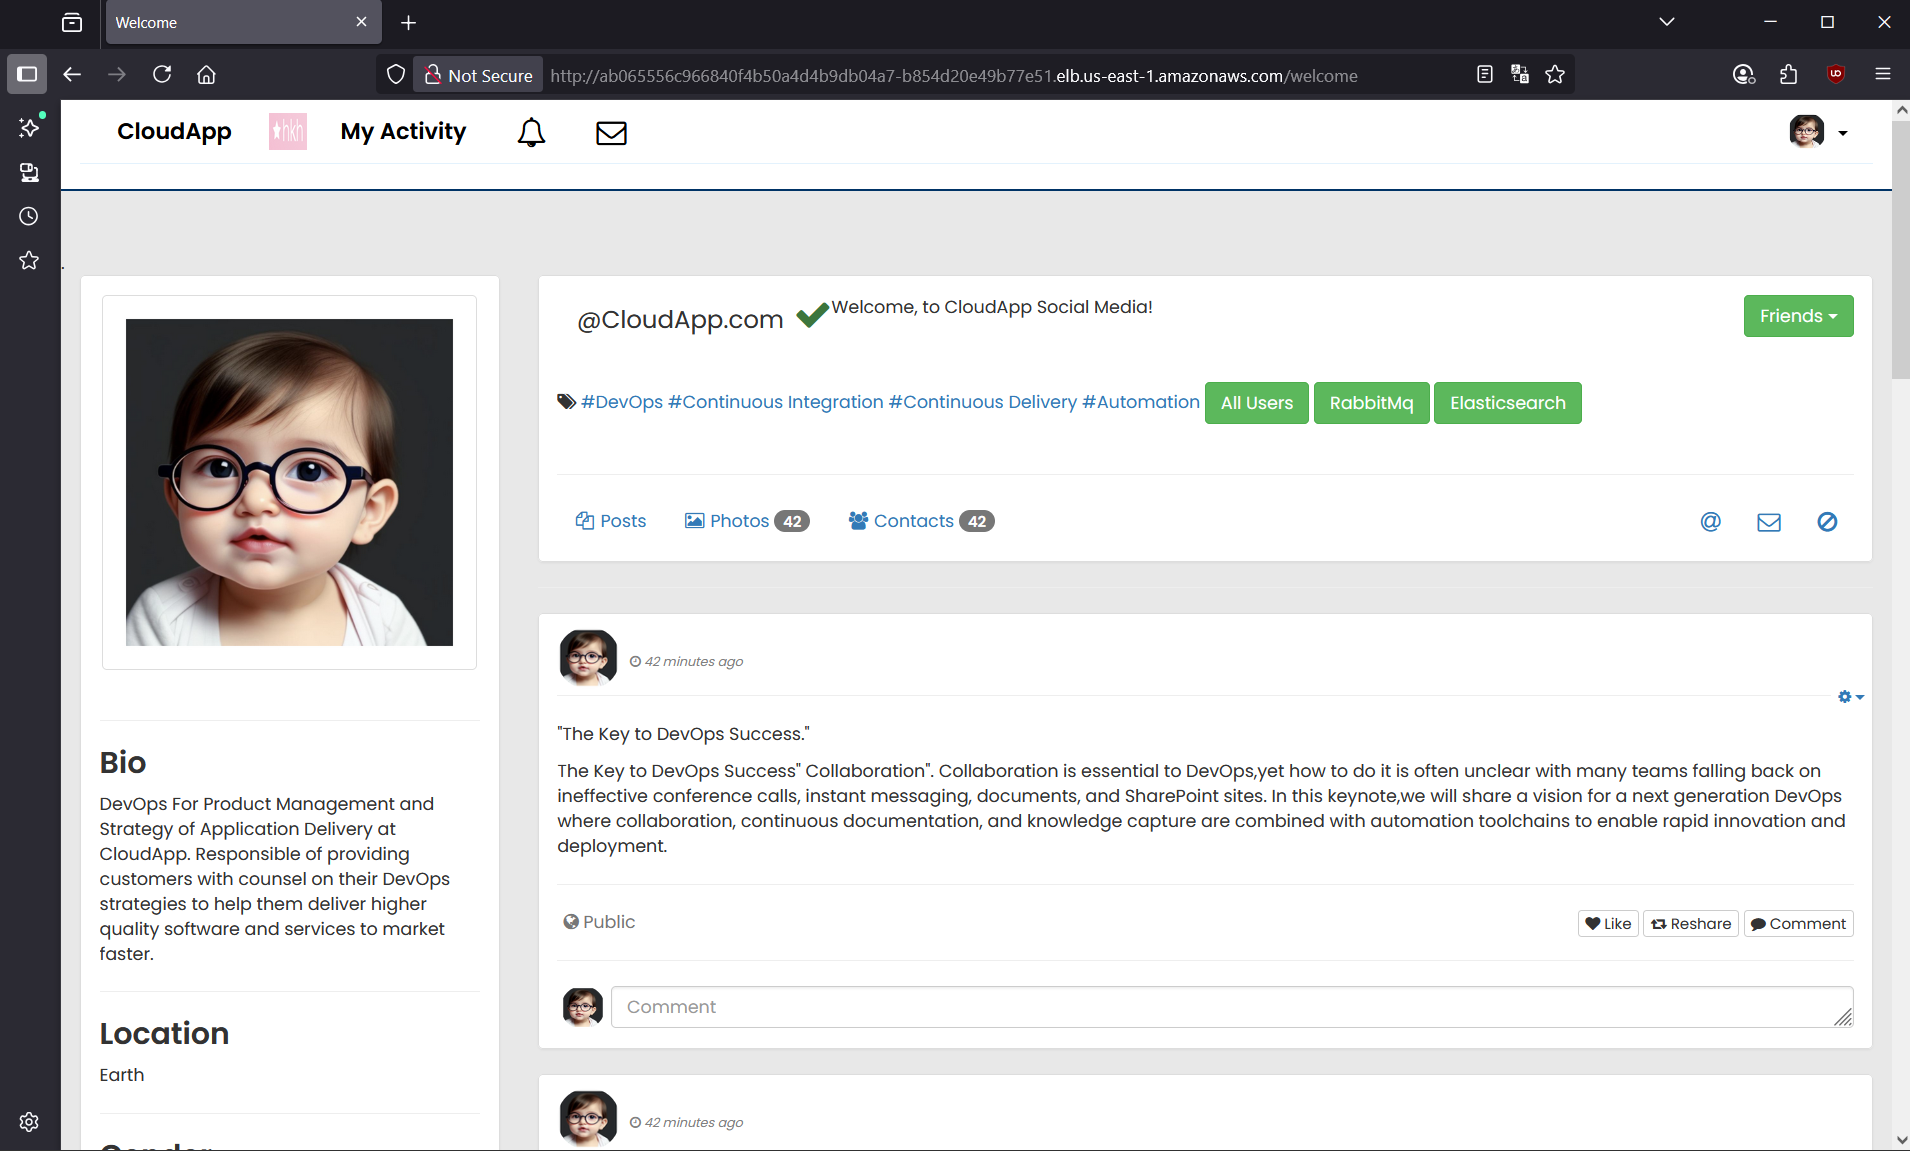 Welcome
Not Secure
http://ab065556c966840f4b50a4d4b9db04a7-b854d20e49b77e51.elb.us-east-1.amazonaws.com/welcome
CloudApp
hkh
My Activity
@CloudApp.com
Welcome, to CloudApp Social Media!
Friends
#DevOps #Continuous Integration #Continuous Delivery #Automation
All Users
RabbitMq
Elasticsearch
Posts
Photos 42
Contacts 42
@
42 minutes ago
"The Key to DevOps Success."
The Key to DevOps Success" Collaboration". Collaboration is essential to DevOps,yet how to do it is often unclear with many teams falling back on
ineffective conference calls, instant messaging, documents, and SharePoint sites. In this keynote,we will share a vision for a next generation DevOps
where collaboration, continuous documentation, and knowledge capture are combined with automation toolchains to enable rapid innovation and
deployment.
Public
Like
Reshare
Comment
Comment
42 minutes ago
.
Bio
DevOps For Product Management and
Strategy of Application Delivery at
CloudApp. Responsible of providing
customers with counsel on their DevOps
strategies to help them deliver higher
quality software and services to market
faster.
Location
Earth